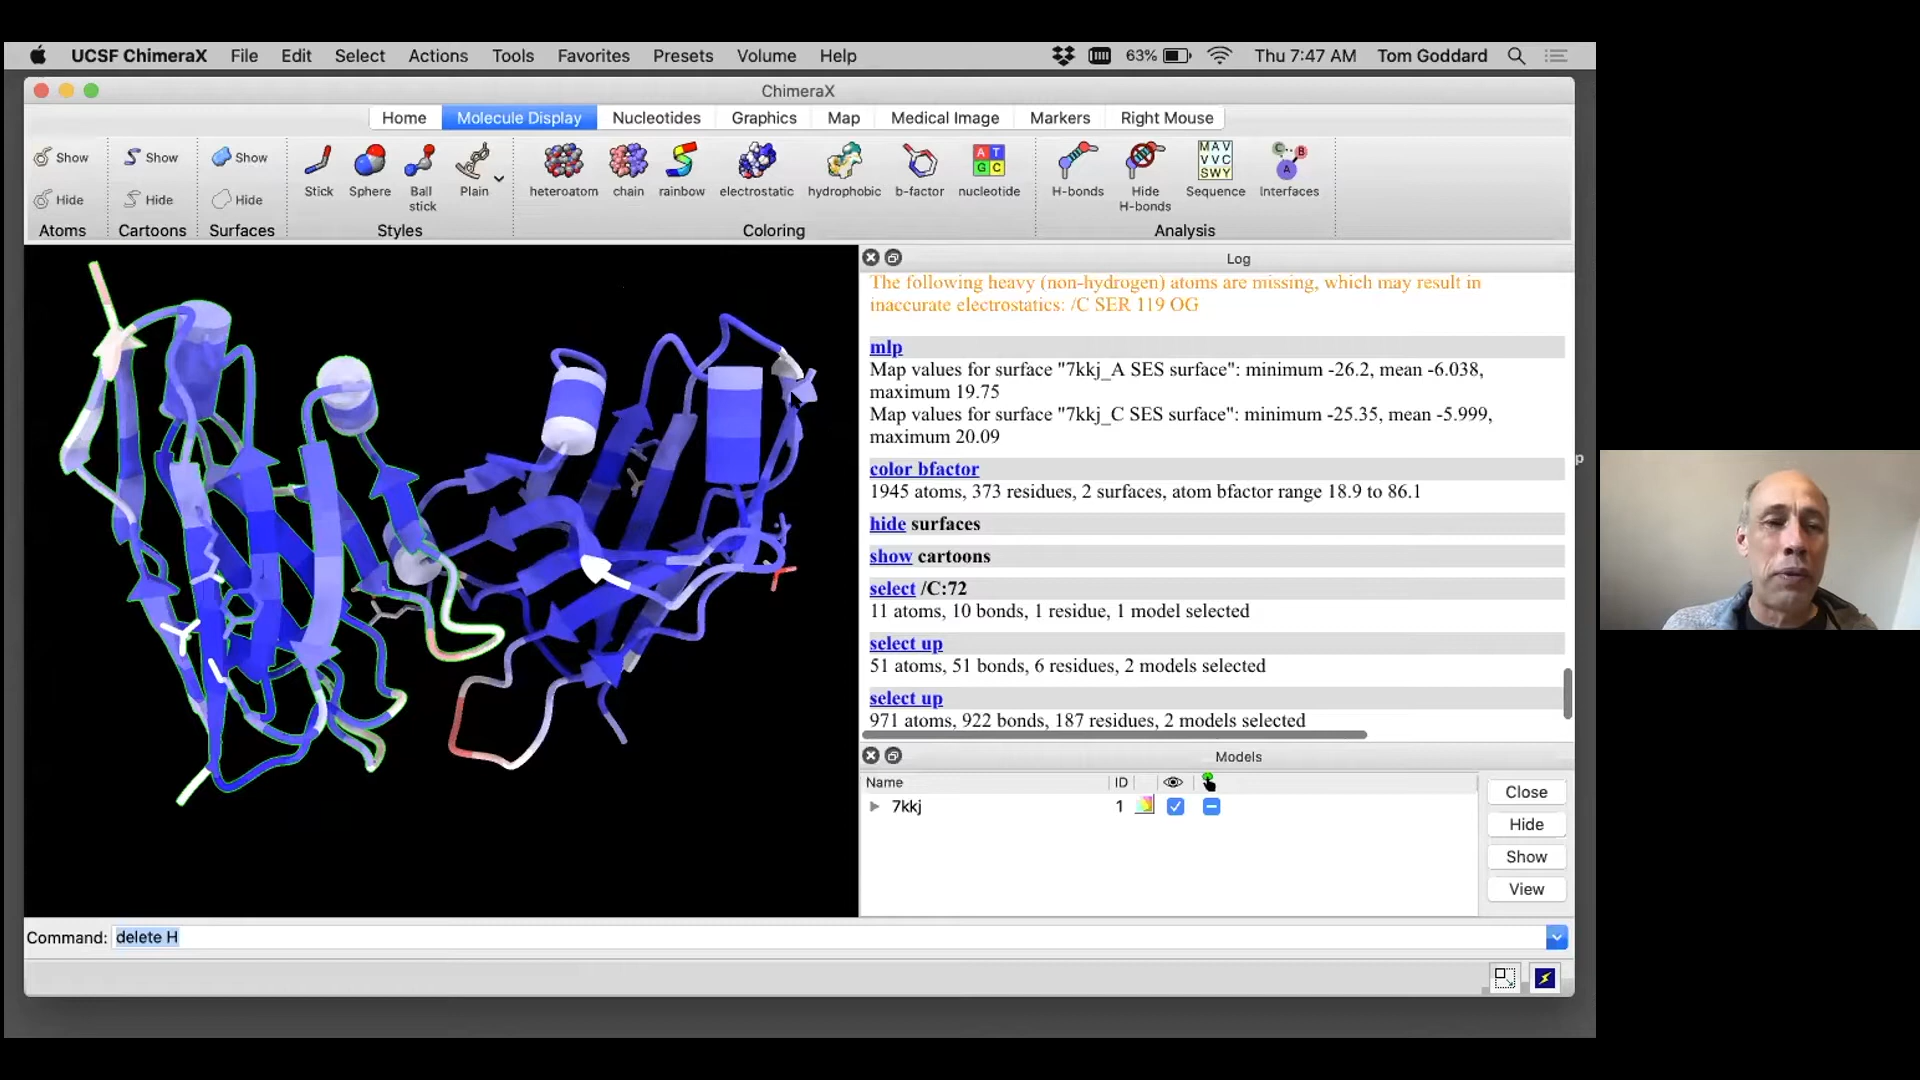 UCSF ChimeraX File Edit Select Actions Tools Favorites Presets Volume Help 63% Thu 7:47 AM Tom Goddard
ChimeraX
Home Molecule Display Nucleotides Graphics Map Medical Image Markers Right Mouse
Show Show Show
Hide Hide Hide
Atoms Cartoons Surfaces
Stick Sphere Ball stick Plain
Styles
heteroatom chain rainbow electrostatic hydrophobic b-factor nucleotide
Coloring
A T
G C
H-bonds Hide H-bonds Sequence Interfaces
MAV
VVC
SWY
C B
A
Analysis
Log
The following heavy (non-hydrogen) atoms are missing, which may result in
inaccurate electrostatics: /C SER 119 OG
mlp
Map values for surface "7kkj_A SES surface": minimum -26.2, mean -6.038,
maximum 19.75
Map values for surface "7kkj_C SES surface": minimum -25.35, mean -5.999,
maximum 20.09
color bfactor
1945 atoms, 373 residues, 2 surfaces, atom bfactor range 18.9 to 86.1
hide surfaces
show cartoons
select /C:72
11 atoms, 10 bonds, 1 residue, 1 model selected
select up
51 atoms, 51 bonds, 6 residues, 2 models selected
select up
971 atoms, 922 bonds, 187 residues, 2 models selected
Models
Name ID
7kkj 1
Close
Hide
Show
View
Command: delete H
p